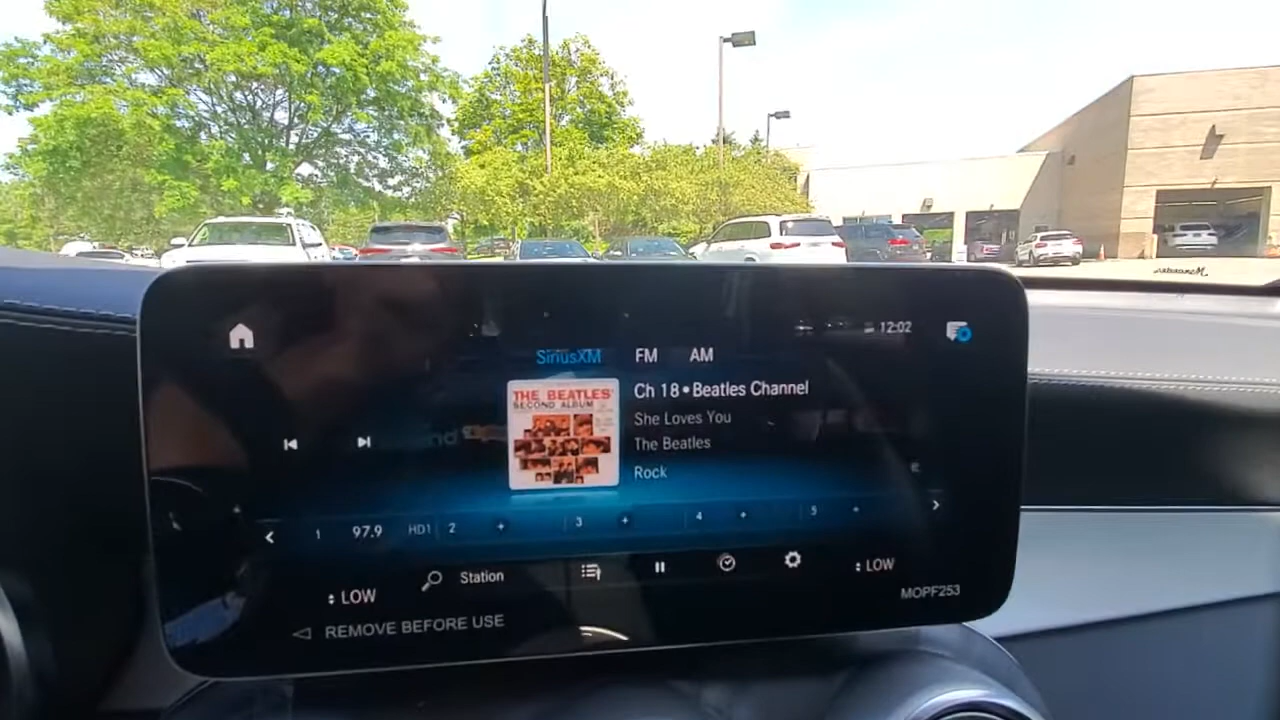 12:02
SiriusXM FM AM
THE BEATLES'
SECOND ALBUM
Ch 18 • Beatles Channel
She Loves You
The Beatles
Rock
1 97.9 HD1 2 + 3 + 4 + 5 +
LOW Station LOW
MOPF253
REMOVE BEFORE USE